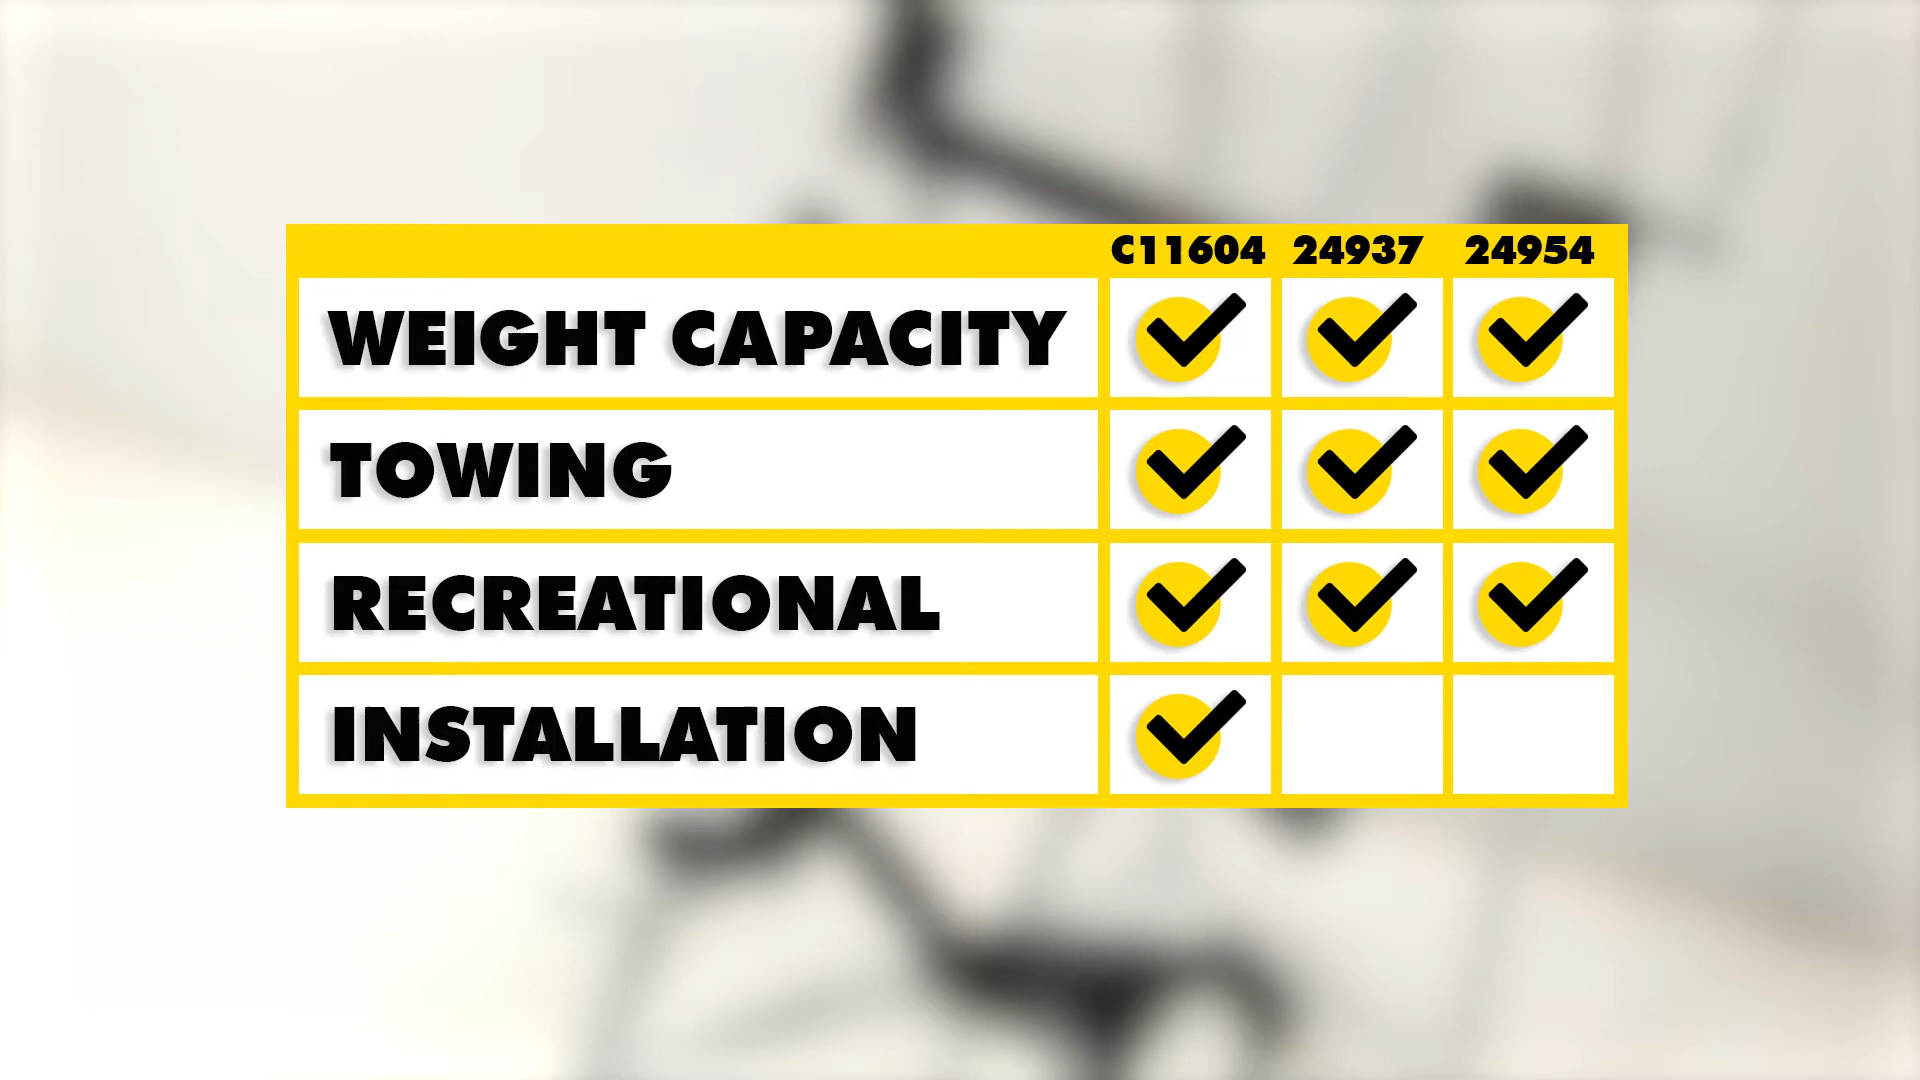 C11604 24937 24954
WEIGHT CAPACITY
TOWING
RECREATIONAL
INSTALLATION